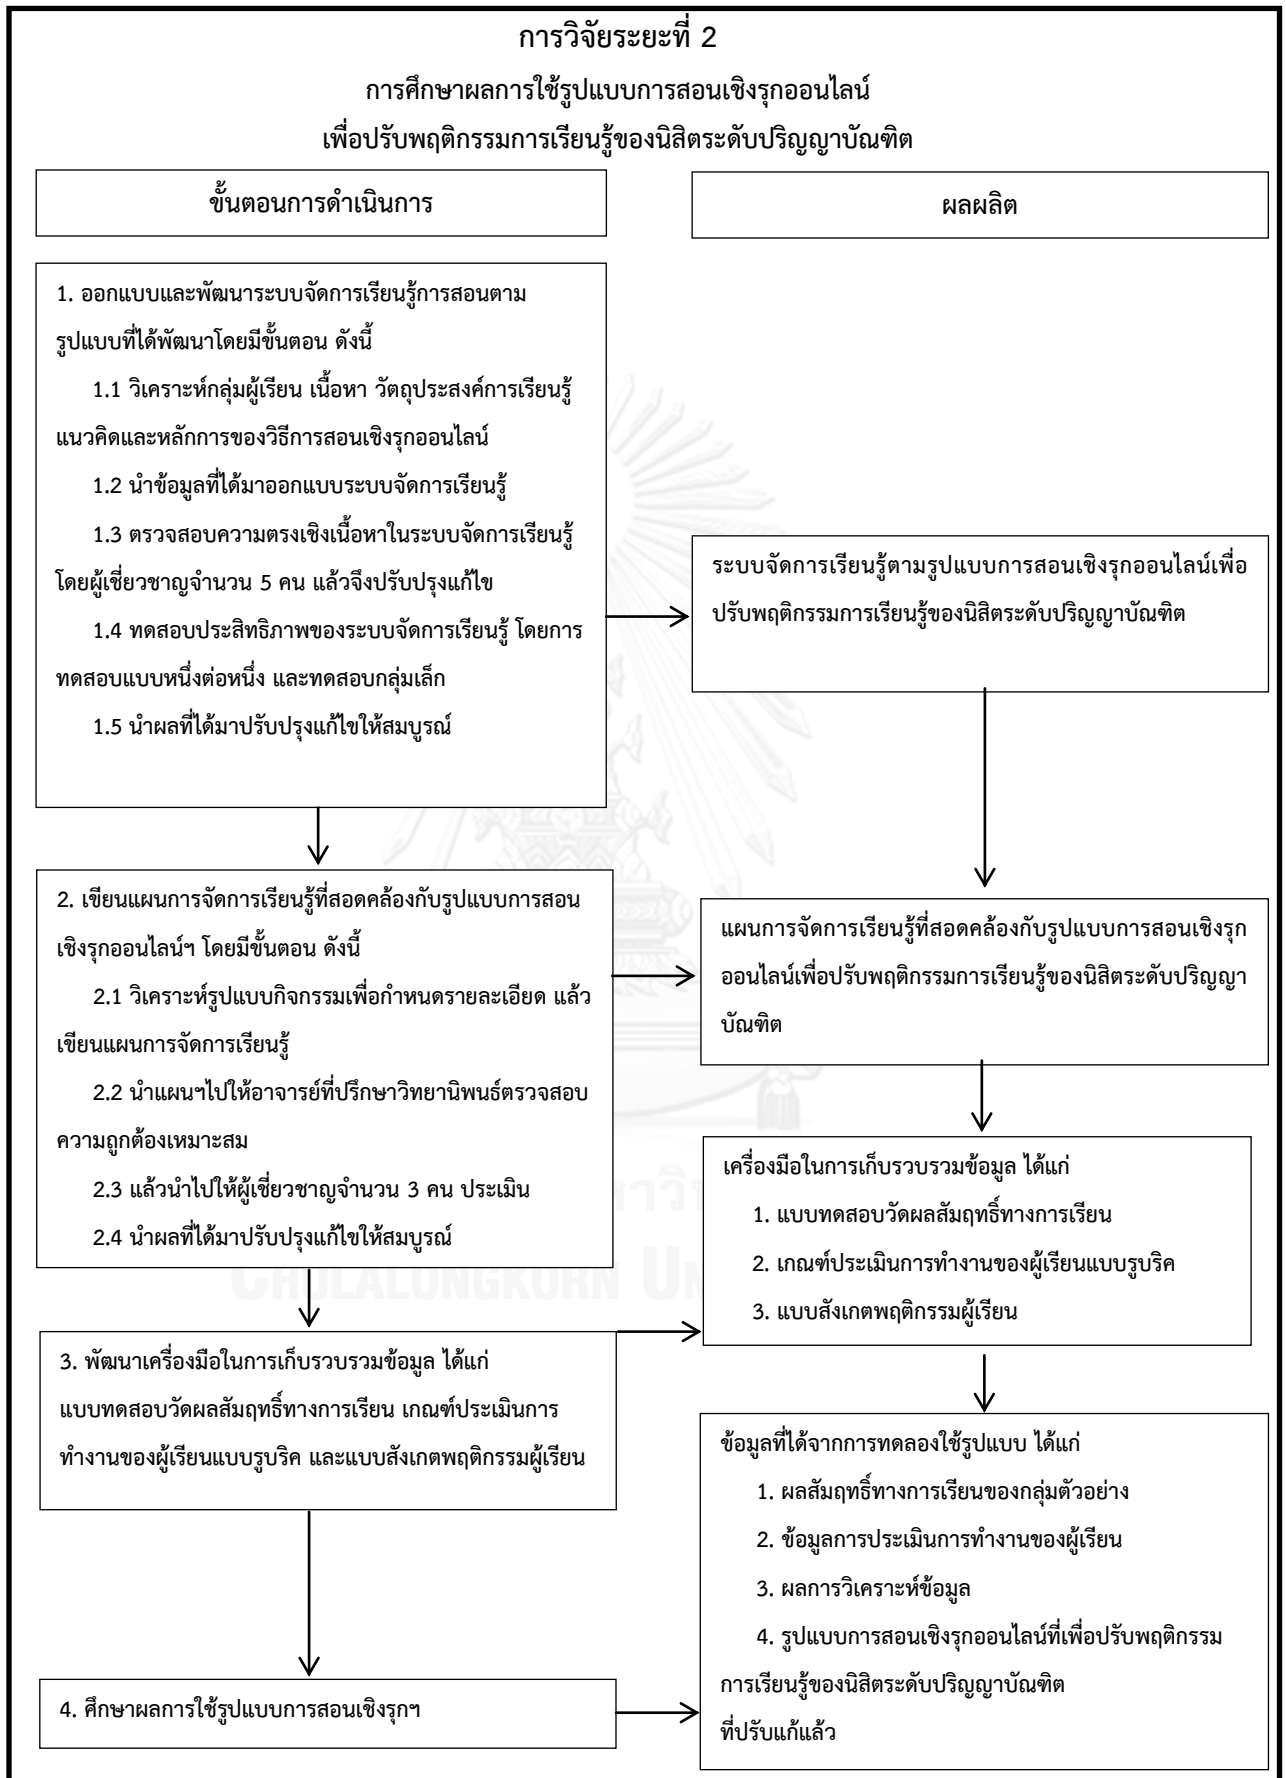 การวิจัยระยะที่ 2
การศึกษาผลการใช้รูปแบบการสอนเชิงรุกออนไลน์
เพื่อปรับพฤติกรรมการเรียนรู้ของนิสิตระดับปริญญาบัณฑิต
ขั้นตอนการดำเนินการ
ผลผลิต
1. ออกแบบและพัฒนาระบบจัดการเรียนรู้การสอนตาม
รูปแบบที่ได้พัฒนาโดยมีขั้นตอน ดังนี้
1.1 วิเคราะห์กลุ่มผู้เรียน เนื้อหา วัตถุประสงค์การเรียนรู้
แนวคิดและหลักการของวิธีการสอนเชิงรุกออนไลน์
1.2 นำข้อมูลที่ได้มาออกแบบระบบจัดการเรียนรู้
1.3 ตรวจสอบความตรงเชิงเนื้อหาในระบบจัดการเรียนรู้
โดยผู้เชี่ยวชาญจำนวน 5 คน แล้วจึงปรับปรุงแก้ไข
1.4 ทดสอบประสิทธิภาพของระบบจัดการเรียนรู้ โดยการ
ทดสอบแบบหนึ่งต่อหนึ่ง และทดสอบกลุ่มเล็ก
1.5 นำผลที่ได้มาปรับปรุงแก้ไขให้สมบูรณ์
ระบบจัดการเรียนรู้ตามรูปแบบการสอนเชิงรุกออนไลน์เพื่อ
ปรับพฤติกรรมการเรียนรู้ของนิสิตระดับปริญญาบัณฑิต
2. เขียนแผนการจัดการเรียนรู้ที่สอดคล้องกับรูปแบบการสอน
เชิงรุกออนไลน์ฯ โดยมีขั้นตอน ดังนี้
2.1 วิเคราะห์รูปแบบกิจกรรมเพื่อกำหนดรายละเอียด แล้ว
เขียนแผนการจัดการเรียนรู้
2.2 นำแผนฯไปให้อาจารย์ที่ปรึกษาวิทยานิพนธ์ตรวจสอบ
ความถูกต้องเหมาะสม
2.3 แล้วนำไปให้ผู้เชี่ยวชาญจำนวน 3 คน ประเมิน
2.4 นำผลที่ได้มาปรับปรุงแก้ไขให้สมบูรณ์
แผนการจัดการเรียนรู้ที่สอดคล้องกับรูปแบบการสอนเชิงรุก
ออนไลน์เพื่อปรับพฤติกรรมการเรียนรู้ของนิสิตระดับปริญญา
บัณฑิต
เครื่องมือในการเก็บรวบรวมข้อมูล ได้แก่
1. แบบทดสอบวัดผลสัมฤทธิ์ทางการเรียน
2. เกณฑ์ประเมินการทำงานของผู้เรียนแบบรูบริค
3. แบบสังเกตพฤติกรรมผู้เรียน
CHULALONGKORN UN
3. พัฒนาเครื่องมือในการเก็บรวบรวมข้อมูล ได้แก่
แบบทดสอบวัดผลสัมฤทธิ์ทางการเรียน เกณฑ์ประเมินการ
ทำงานของผู้เรียนแบบรูบริค และแบบสังเกตพฤติกรรมผู้เรียน
ข้อมูลที่ได้จากการทดลองใช้รูปแบบ ได้แก่
1. ผลสัมฤทธิ์ทางการเรียนของกลุ่มตัวอย่าง
2. ข้อมูลการประเมินการทำงานของผู้เรียน
3. ผลการวิเคราะห์ข้อมูล
4. รูปแบบการสอนเชิงรุกออนไลน์ที่เพื่อปรับพฤติกรรม
การเรียนรู้ของนิสิตระดับปริญญาบัณฑิต
ที่ปรับแก้แล้ว
4. ศึกษาผลการใช้รูปแบบการสอนเชิงรุกฯ